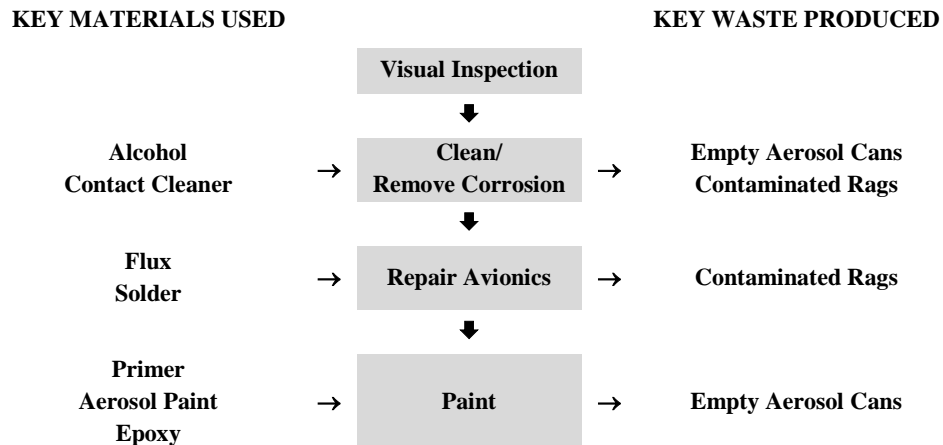 KEY MATERIALS USED
KEY WASTE PRODUCED
Visual Inspection
Alcohol
Contact Cleaner
Clean/
Remove Corrosion
Empty Aerosol Cans
Contaminated Rags
Flux
Solder
Repair Avionics
Contaminated Rags
Primer
Aerosol Paint
Epoxy
Paint
Empty Aerosol Cans